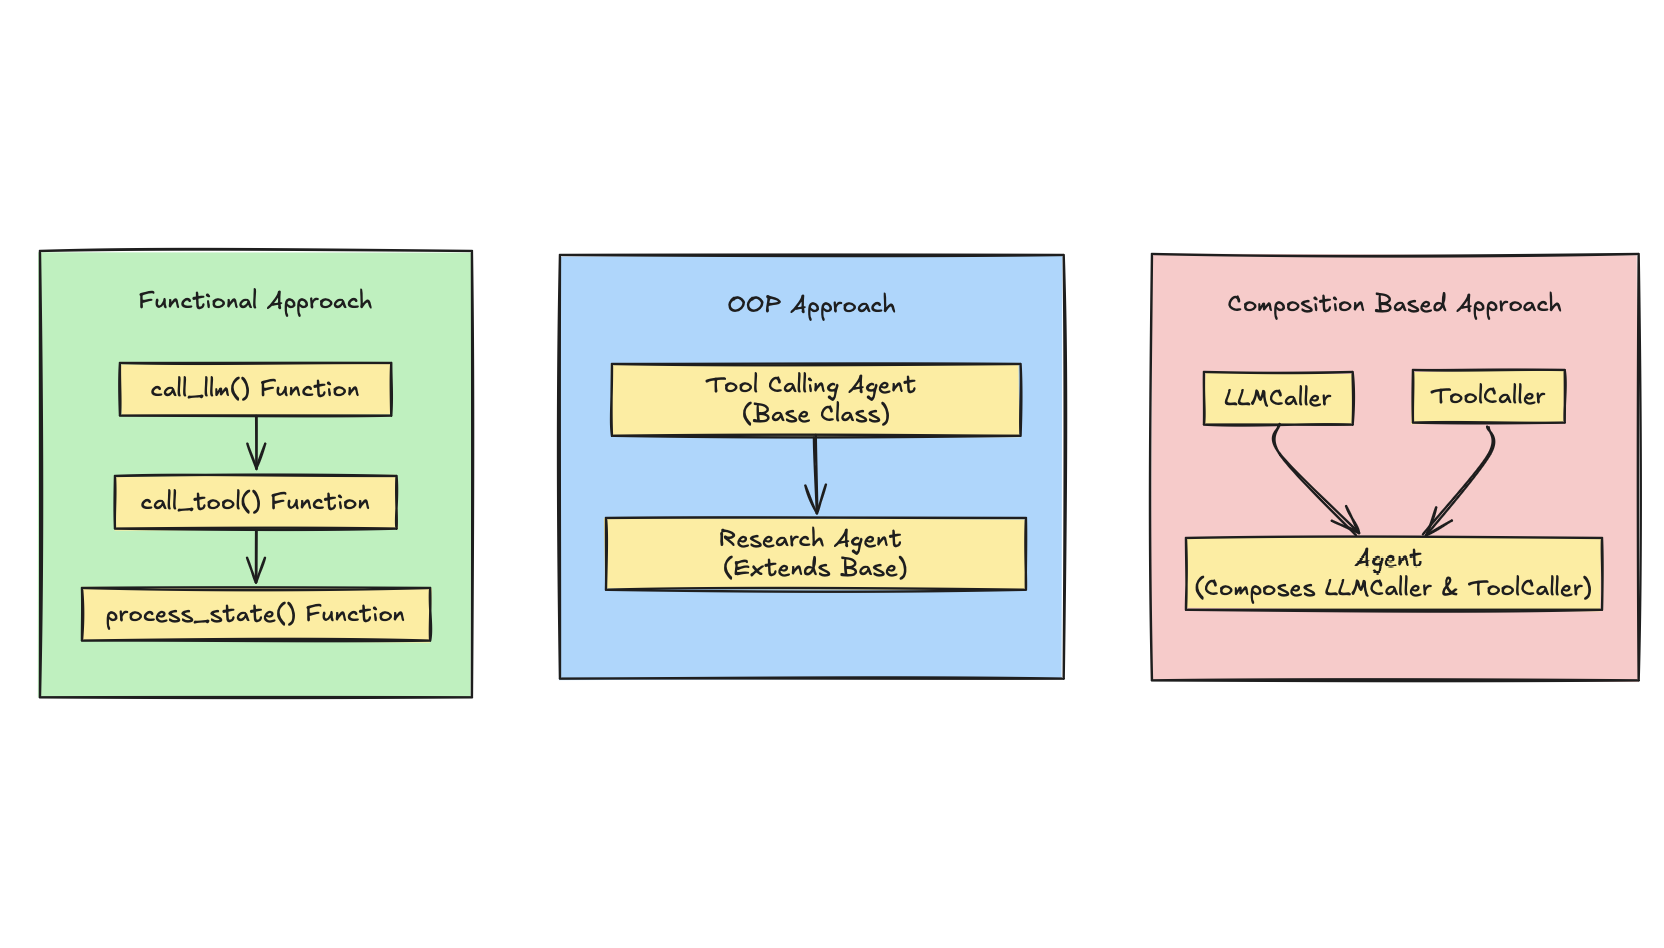 Functional Approach
call_llm() Function
call_tool() Function
process_state() Function
OOP Approach
Tool Calling Agent
(Base Class)
Research Agent
(Extends Base)
Composition Based Approach
LLMCaller
ToolCaller
Agent
(Composes LLMCaller & ToolCaller)